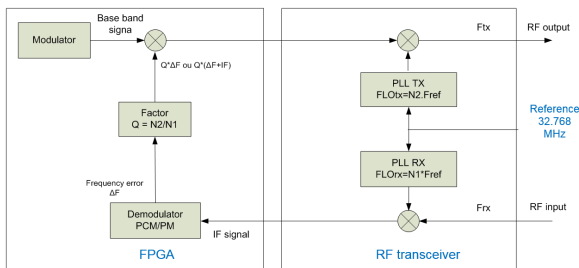 Modulator
Base band
signa
Q*ΔF ou Q*(ΔF+IF)
Factor
Q = N2/N1
Frequency error
ΔF
Demodulator
PCM/PM
IF signal
FPGA
Ftx
RF output
PLL TX
FLOtx=N2.Fref
Reference
32.768
MHz
PLL RX
FLOrx=N1*Fref
Frx
RF input
RF transceiver